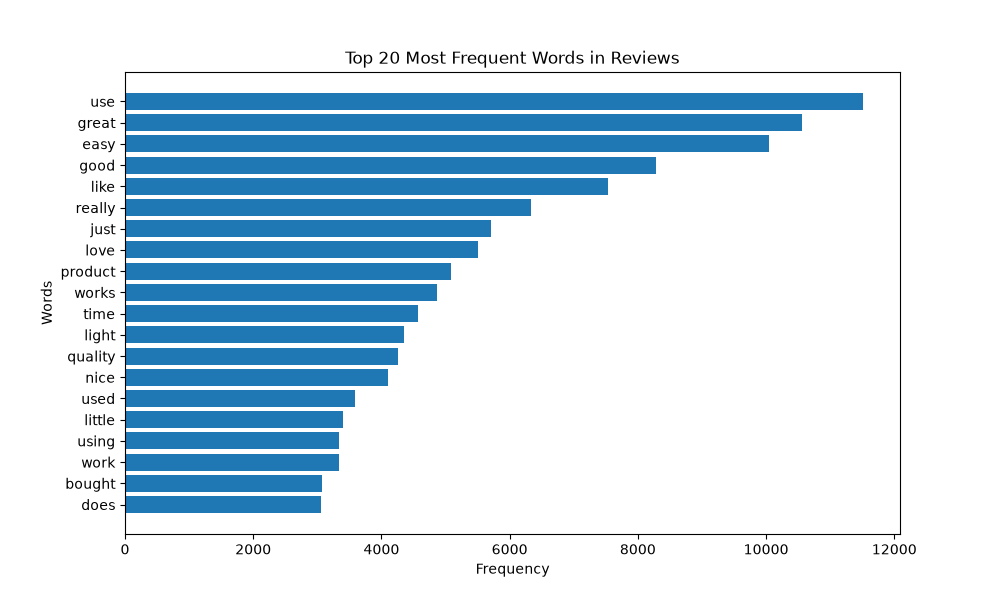 Top 20 Most Frequent Words in Reviews
use
great
easy
good
like
really
just
love
product
works
time
light
quality
nice
used
little
using
work
bought
does
Words
0 2000 4000 6000 8000 10000 12000
Frequency